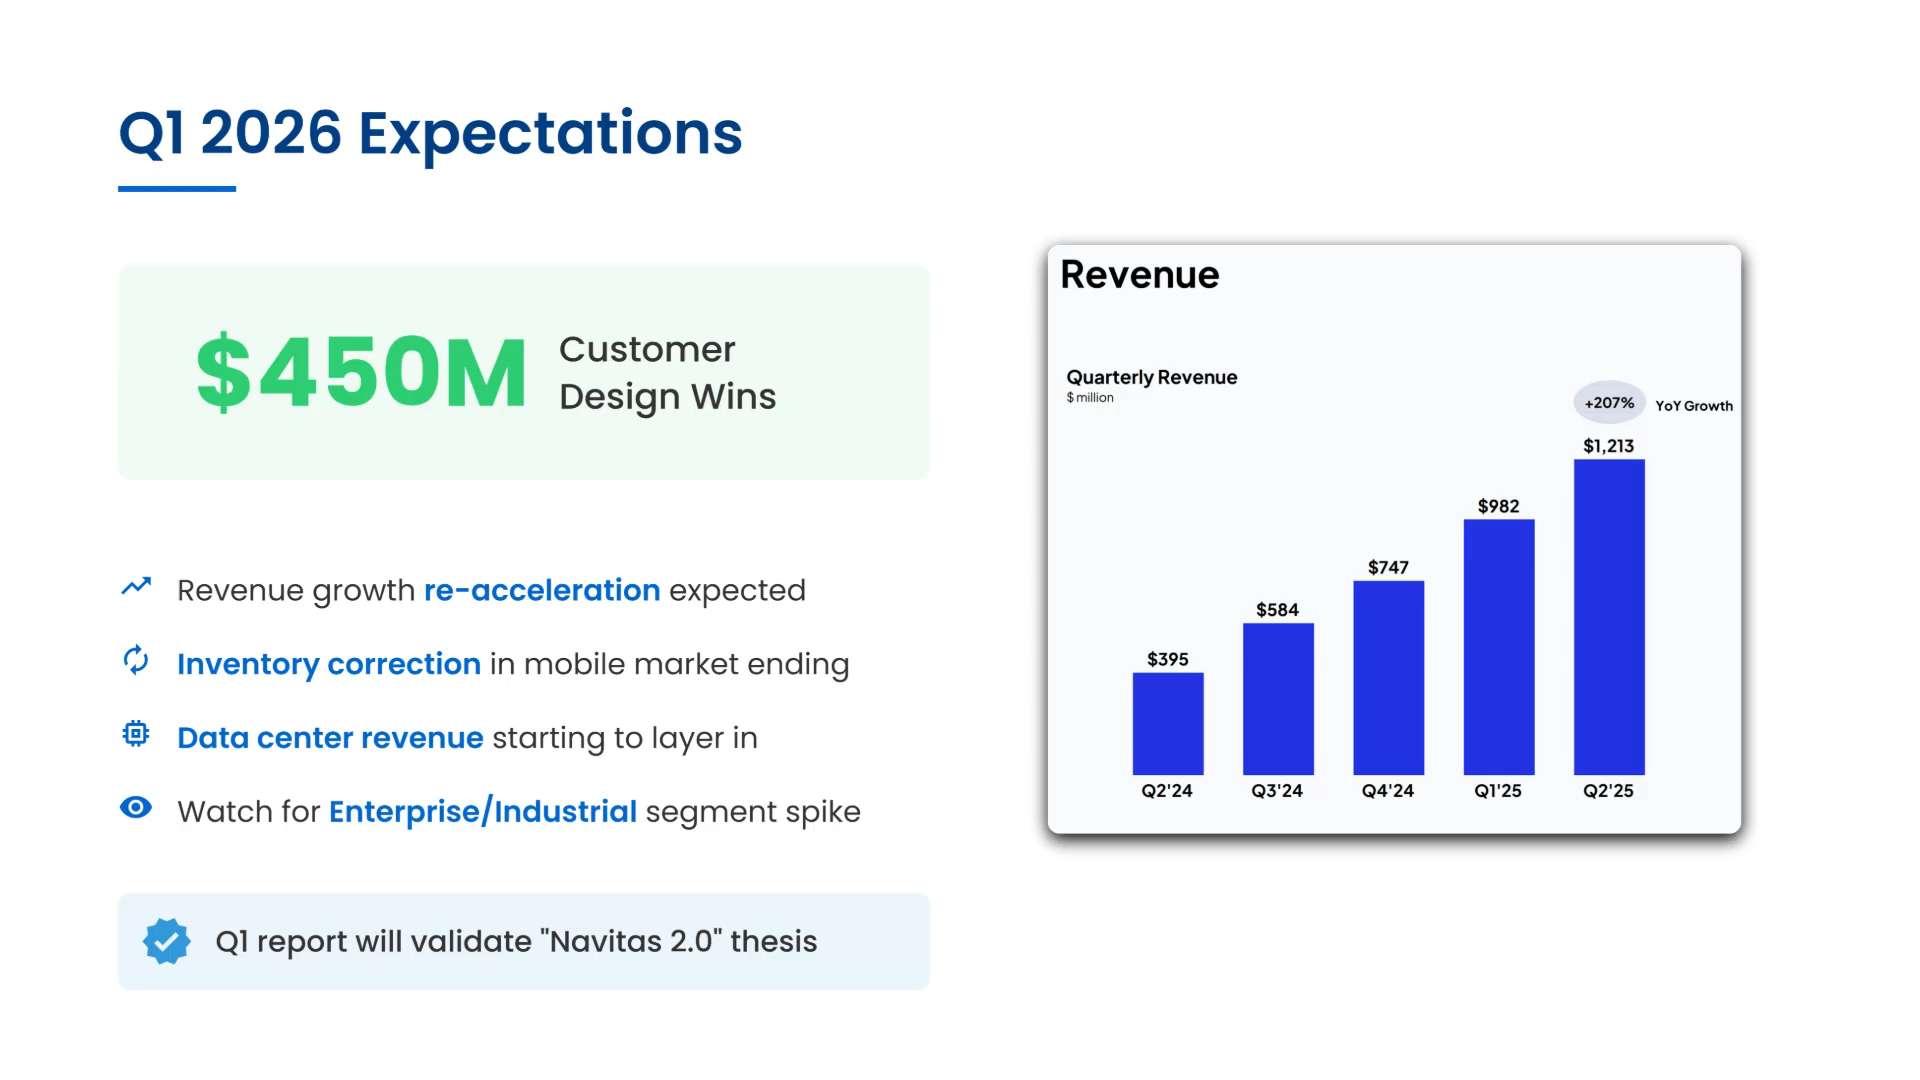 Q1 2026 Expectations
$450M
Customer
Design Wins
Revenue growth re-acceleration expected
Inventory correction in mobile market ending
Data center revenue starting to layer in
Watch for Enterprise/Industrial segment spike
Q1 report will validate "Navitas 2.0" thesis
Revenue
Quarterly Revenue
$ million
+207% YoY Growth
$395
$584
$747
$982
$1,213
Q2'24 Q3'24 Q4'24 Q1'25 Q2'25